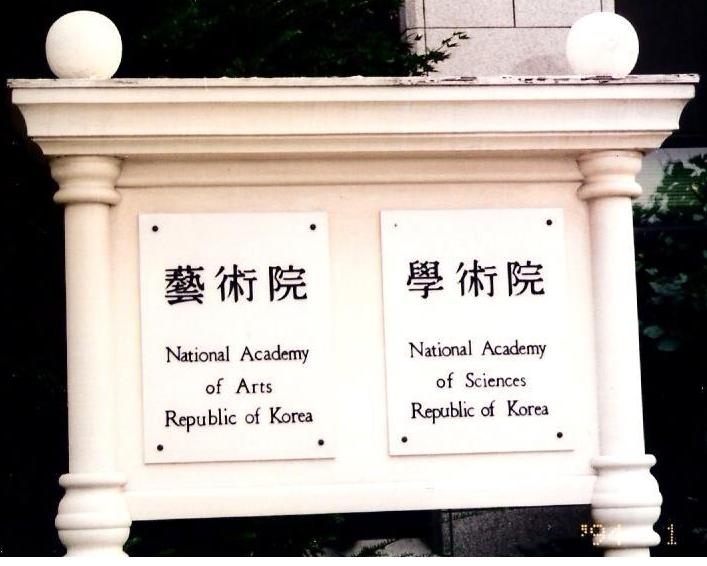 藝術院
National Academy
of Arts
Republic of Korea
學術院
National Academy
of Sciences
Republic of Korea